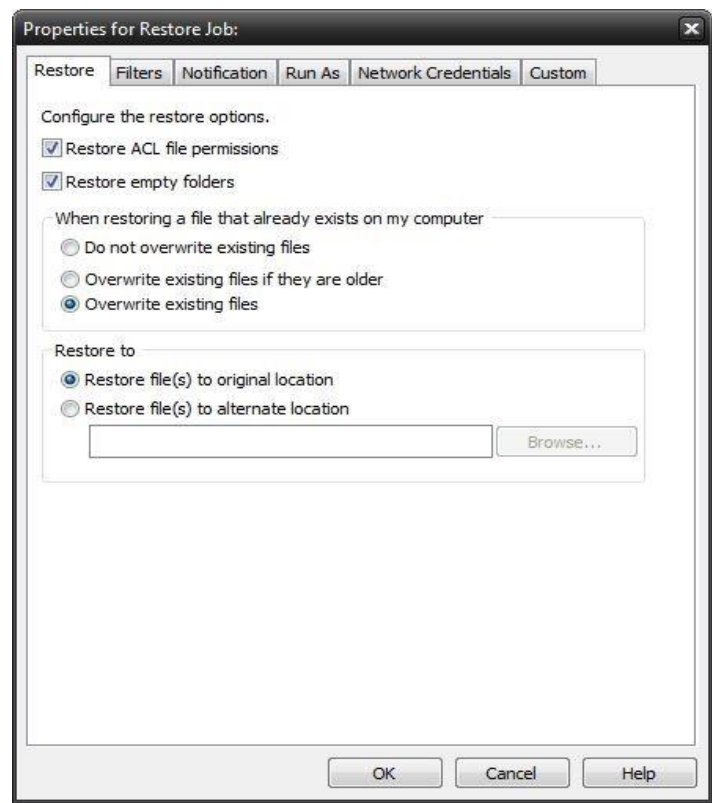 Properties for Restore Job:
Restore Filters Notification Run As Network Credentials Custom
Configure the restore options.
Restore ACL file permissions
Restore empty folders
When restoring a file that already exists on my computer
Do not overwrite existing files
Overwrite existing files if they are older
Overwrite existing files
Restore to
Restore file(s) to original location
Restore file(s) to alternate location
Browse...
OK Cancel Help